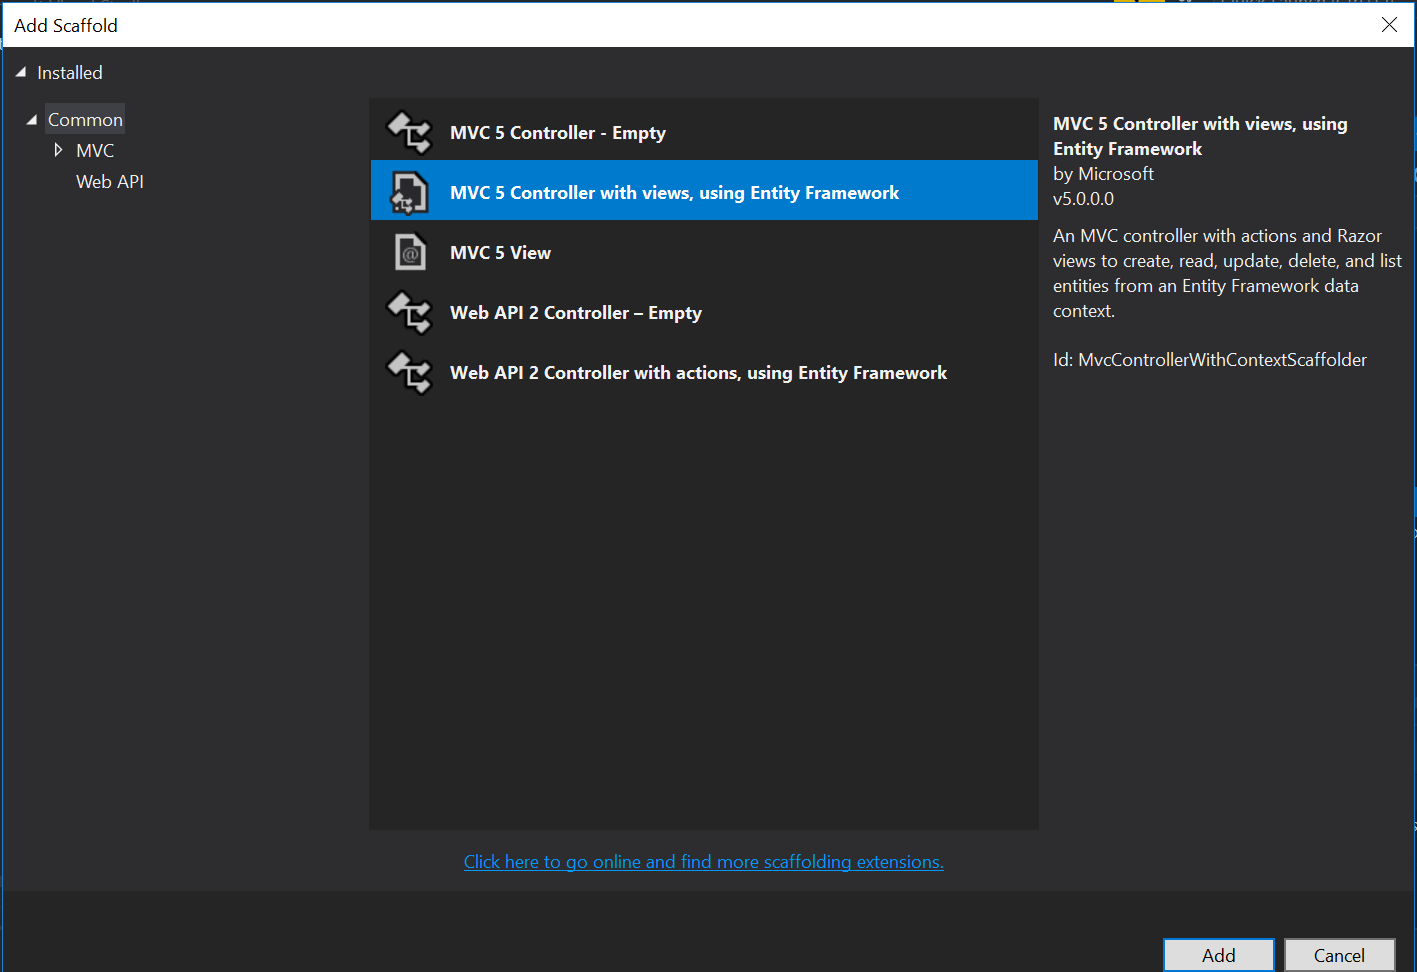 Add Scaffold
Installed
Common
MVC
Web API
MVC 5 Controller - Empty
MVC 5 Controller with views, using Entity Framework
MVC 5 View
Web API 2 Controller – Empty
Web API 2 Controller with actions, using Entity Framework
Click here to go online and find more scaffolding extensions.
MVC 5 Controller with views, using
Entity Framework
by Microsoft
v5.0.0.0
An MVC controller with actions and Razor
views to create, read, update, delete, and list
entities from an Entity Framework data
context.
Id: MvcControllerWithContextScaffolder
Add
Cancel